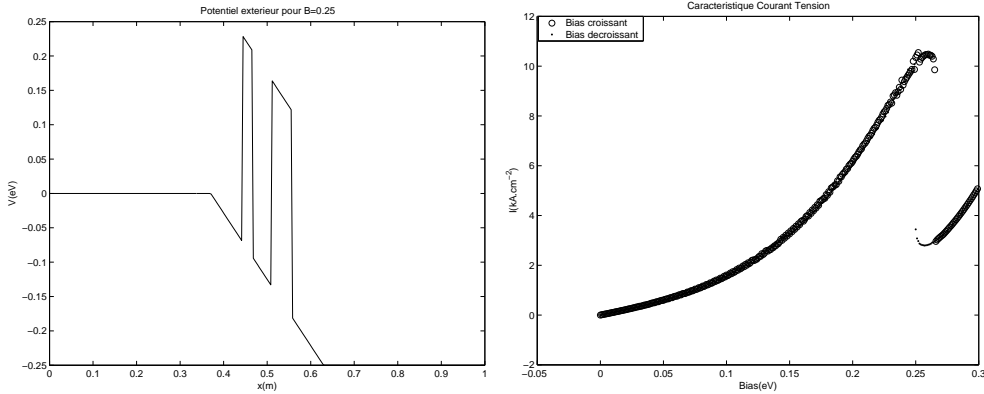 Potentiel exterieur pour B=0.25
0.25
0.2
0.15
0.1
0.05
0
−0.05
−0.1
−0.15
−0.2
−0.25
V(eV)
0 0.1 0.2 0.3 0.4 0.5 0.6 0.7 0.8 0.9 1
x(m)
Caracteristique Courant Tension
Bias croissant
Bias decroissant
12
10
8
6
4
2
0
−2
I(kA.cm−2)
−0.05 0 0.05 0.1 0.15 0.2 0.25 0.3
Bias(eV)